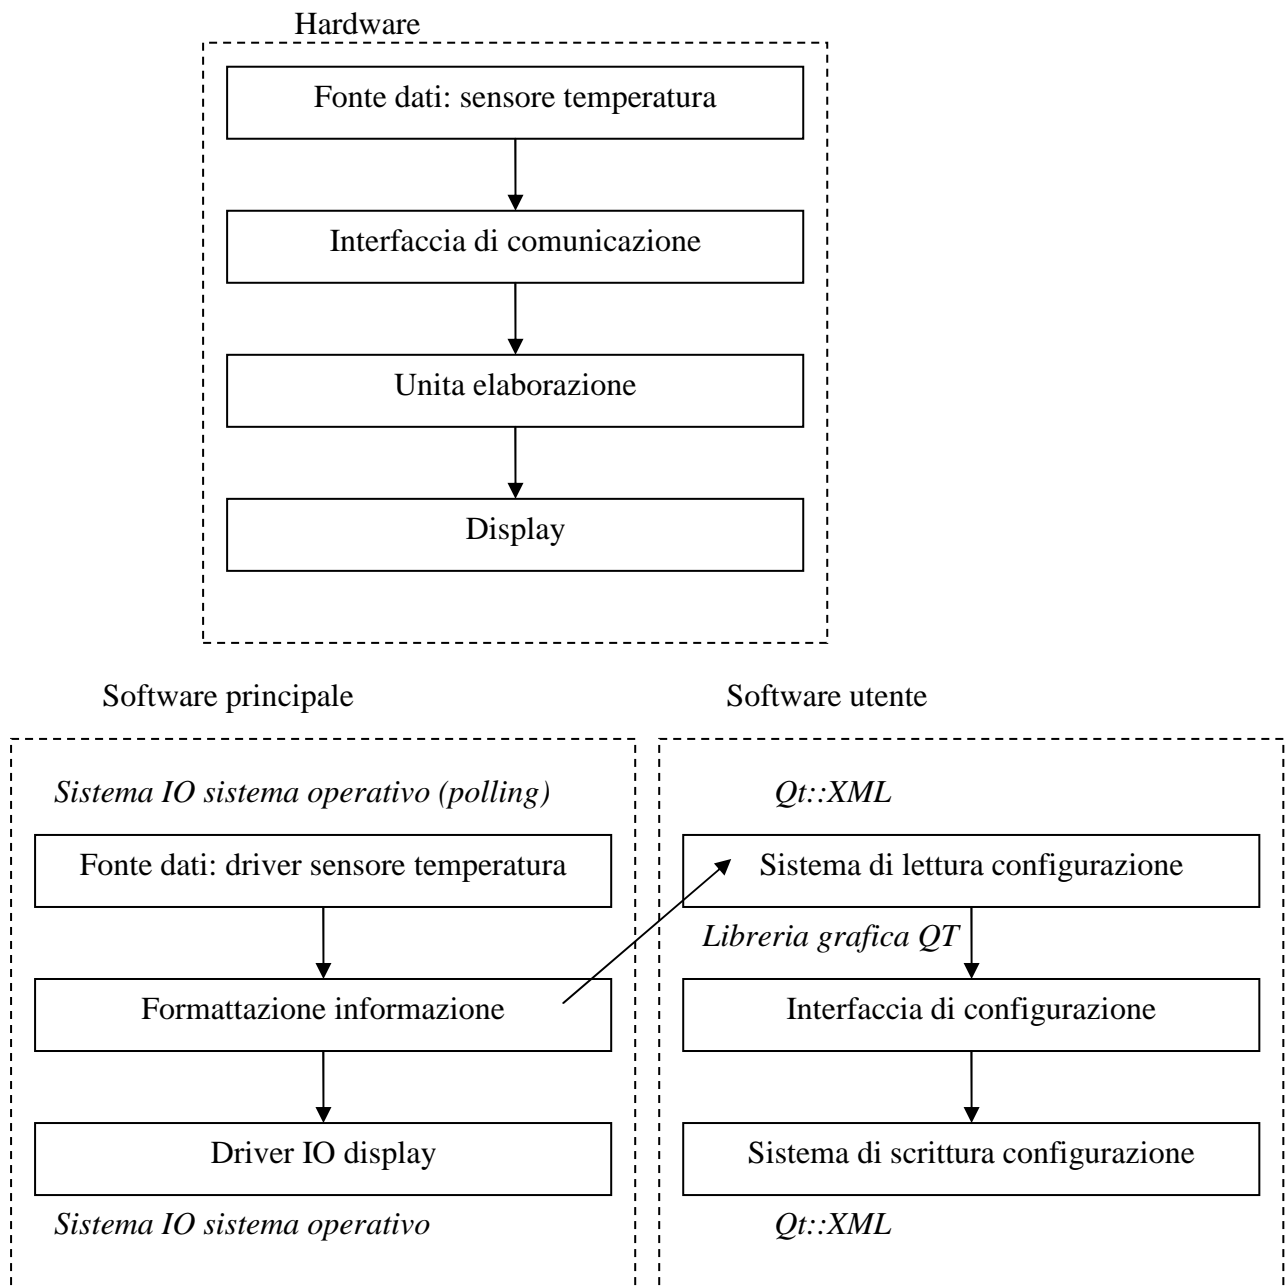 Hardware
Fonte dati: sensore temperatura
Interfaccia di comunicazione
Unita elaborazione
Display
Software principale
Sistema IO sistema operativo (polling)
Fonte dati: driver sensore temperatura
Formattazione informazione
Driver IO display
Sistema IO sistema operativo
Software utente
Qt::XML
Sistema di lettura configurazione
Libreria grafica QT
Interfaccia di configurazione
Sistema di scrittura configurazione
Qt::XML